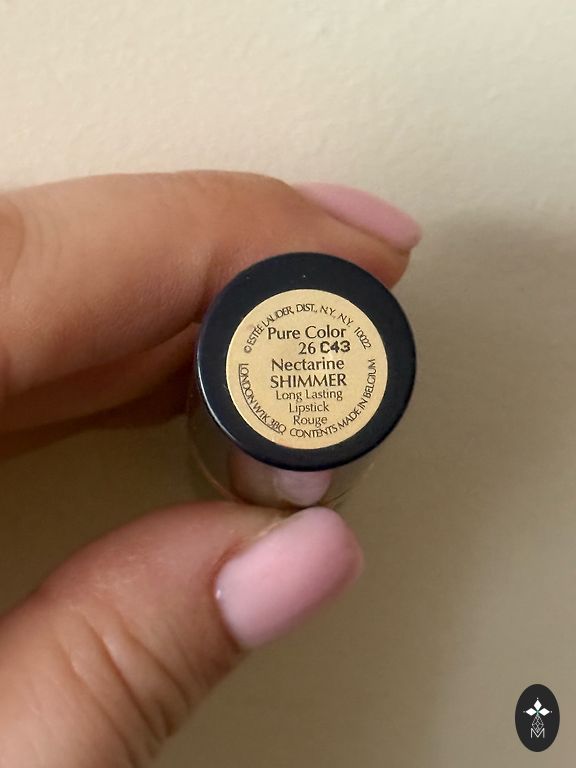 ©ESTĒE LAUDER, DIST., N.Y., N.Y. 10022
Pure Color
26 C43
Nectarine
SHIMMER
Long Lasting
Lipstick
Rouge
LONDON W1K 3BQ CONTENTS MADE IN BELGIUM
M